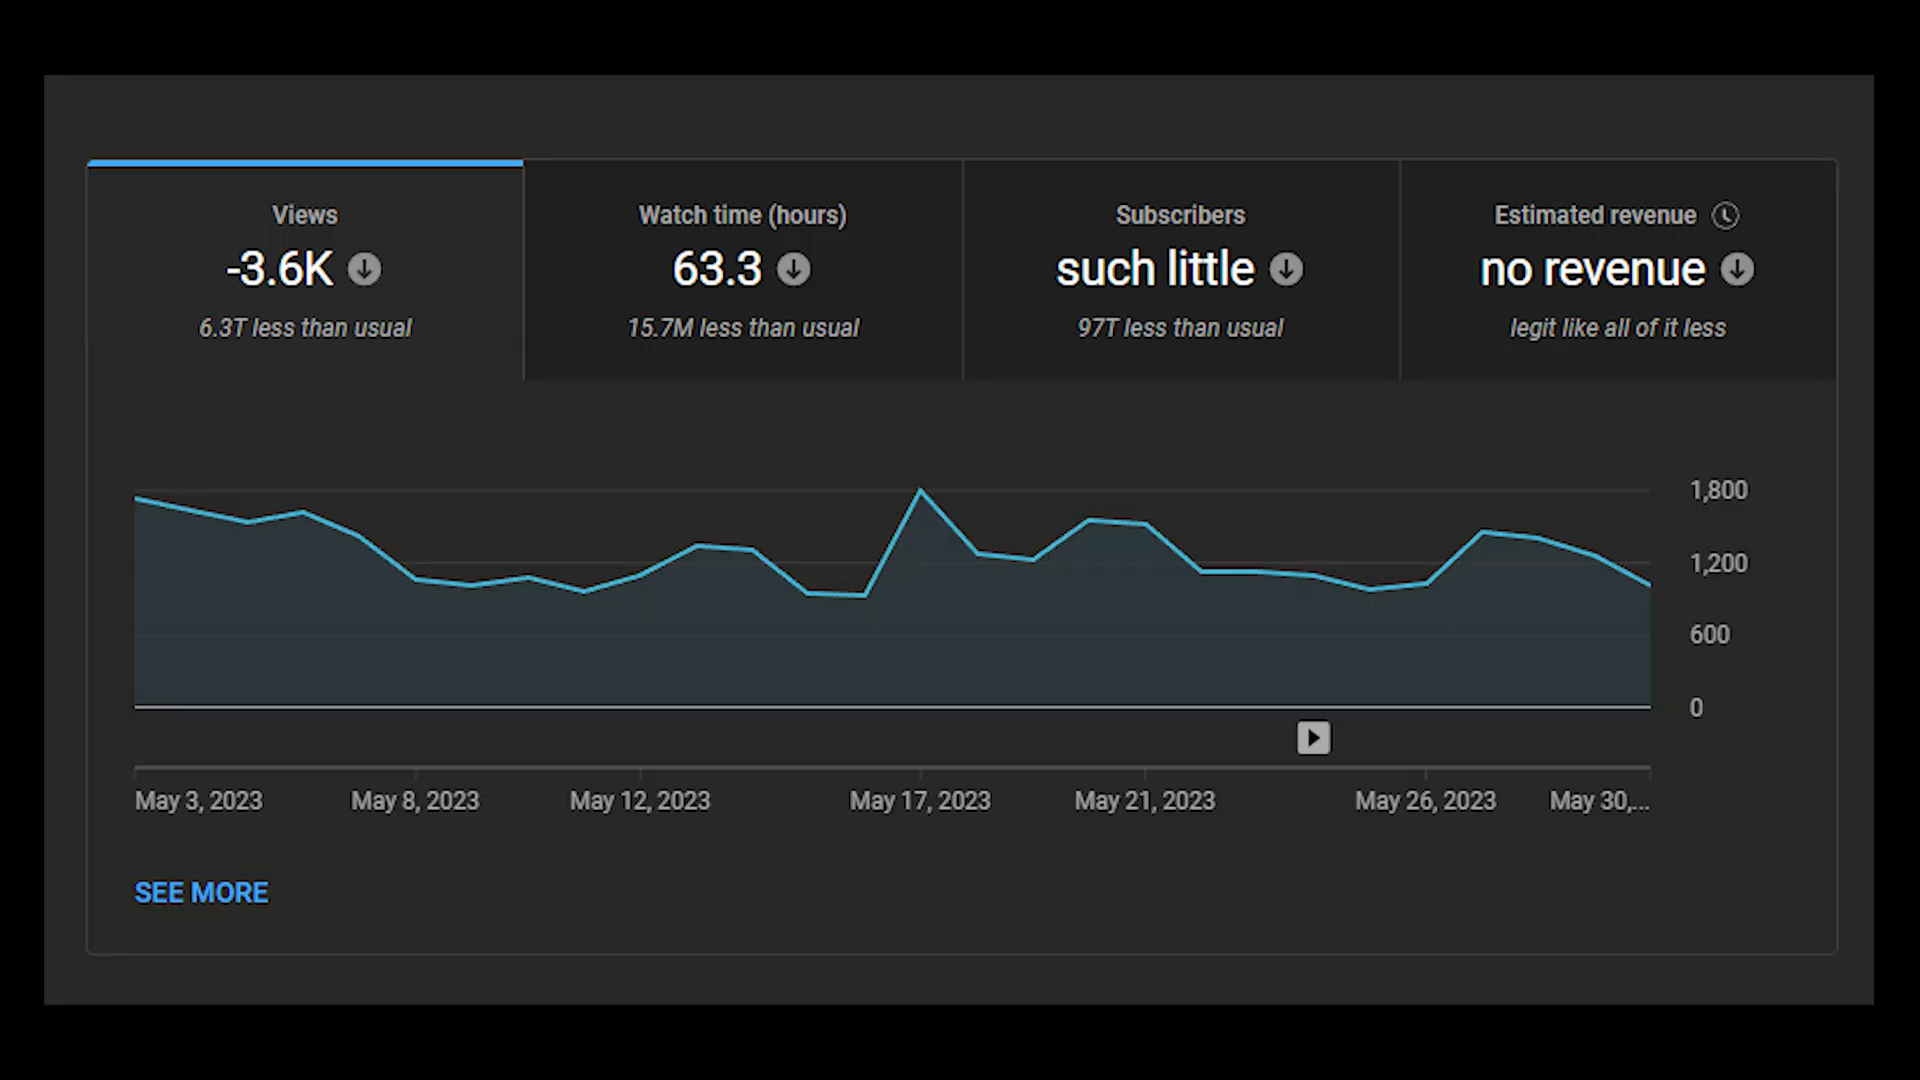 Views
-3.6K
6.3T less than usual
Watch time (hours)
63.3
15.7M less than usual
Subscribers
such little
97T less than usual
Estimated revenue
no revenue
legit like all of it less
1,800
1,200
600
0
May 3, 2023
May 8, 2023
May 12, 2023
May 17, 2023
May 21, 2023
May 26, 2023
May 30,...
SEE MORE